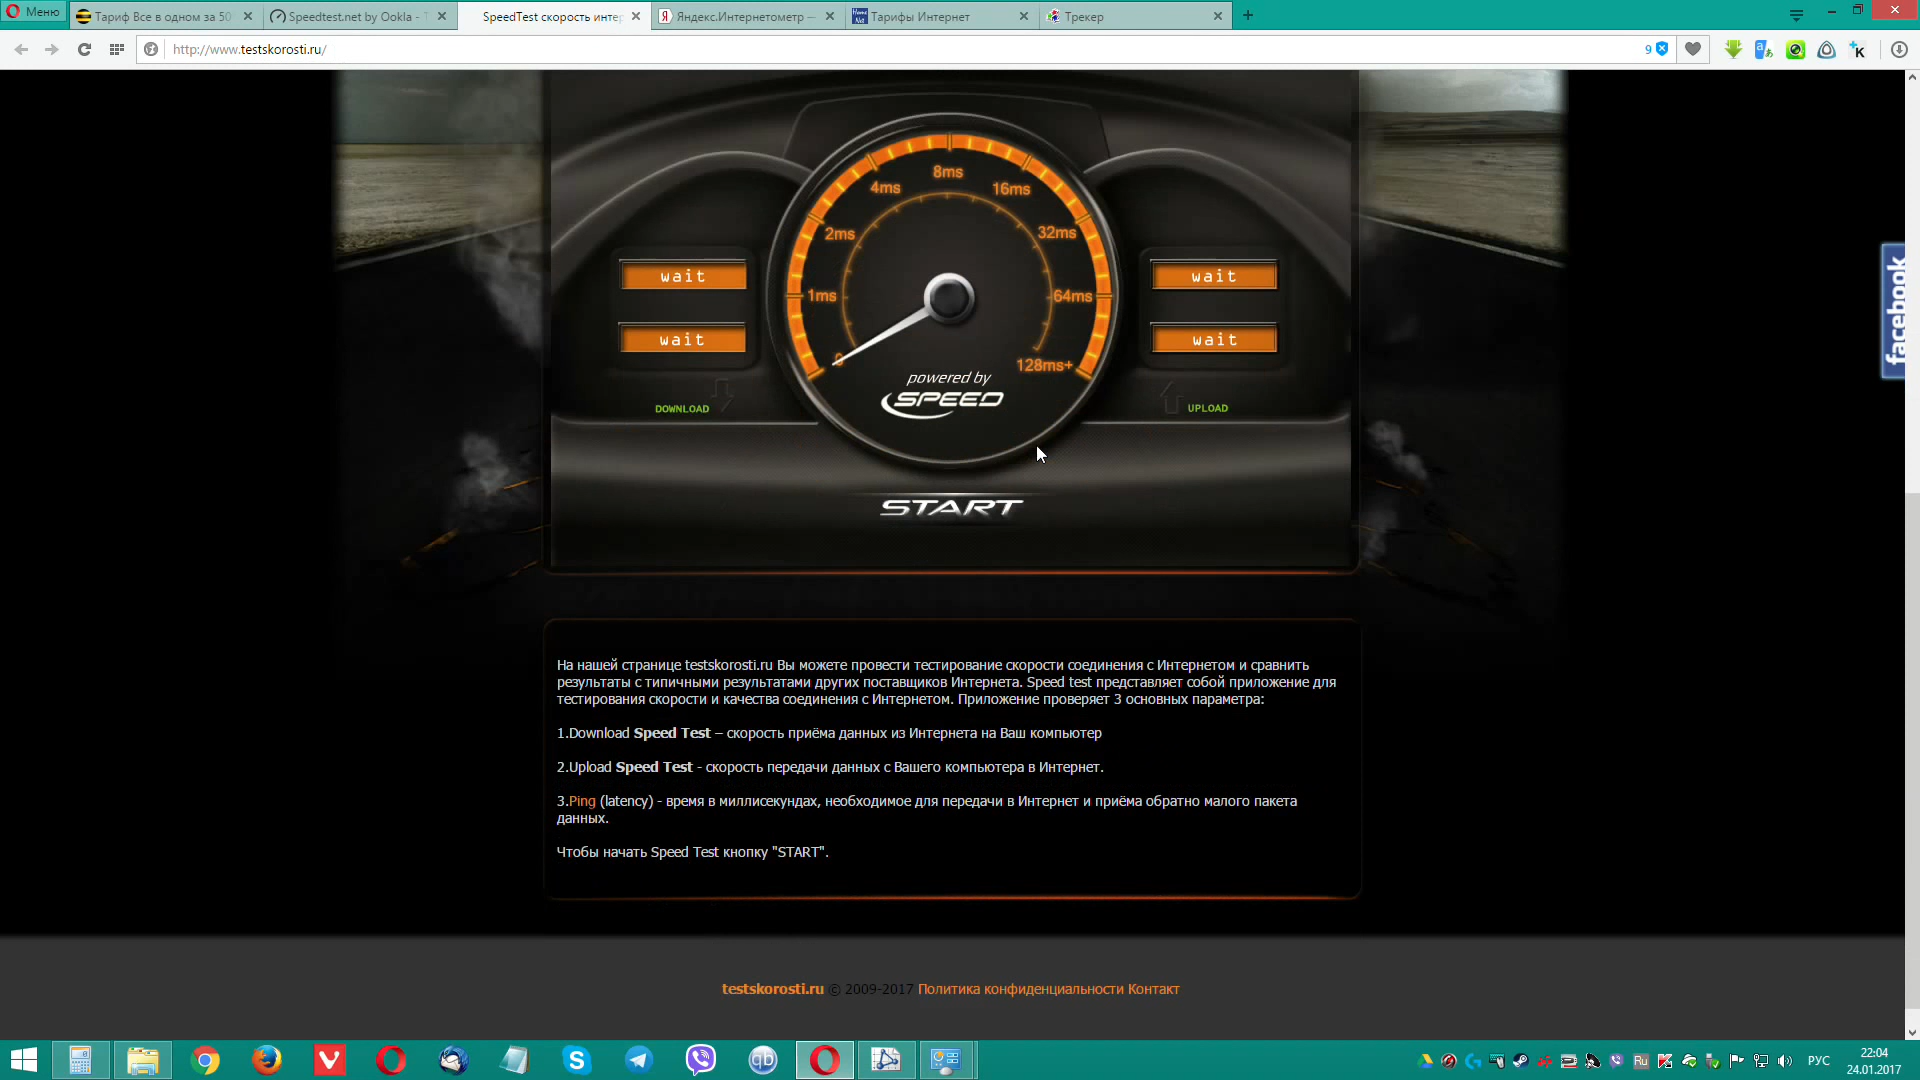 Меню
Тариф Все в одном за 50
Speedtest.net by Ookla - T
SpeedTest скорость интер
Яндекс.Интернетометр —
Тарифы Интернет
Трекер
http://www.testskorosti.ru/
9
8ms
4ms
16ms
2ms
32ms
wait
wait
1ms
64ms
wait
wait
0
128ms+
powered by
SPEED
DOWNLOAD
UPLOAD
START
facebook
На нашей странице testskorosti.ru Вы можете провести тестирование скорости соединения с Интернетом и сравнить
результаты с типичными результатами других поставщиков Интернета. Speed test представляет собой приложение для
тестирования скорости и качества соединения с Интернетом. Приложение проверяет 3 основных параметра:
1.Download Speed Test – скорость приёма данных из Интернета на Ваш компьютер
2.Upload Speed Test - скорость передачи данных с Вашего компьютера в Интернет.
3.Ping (latency) - время в миллисекундах, необходимое для передачи в Интернет и приёма обратно малого пакета
данных.
Чтобы начать Speed Test кнопку "START".
testskorosti.ru © 2009-2017 Политика конфиденциальности Контакт
qb
Ru
РУС
22:04
24.01.2017